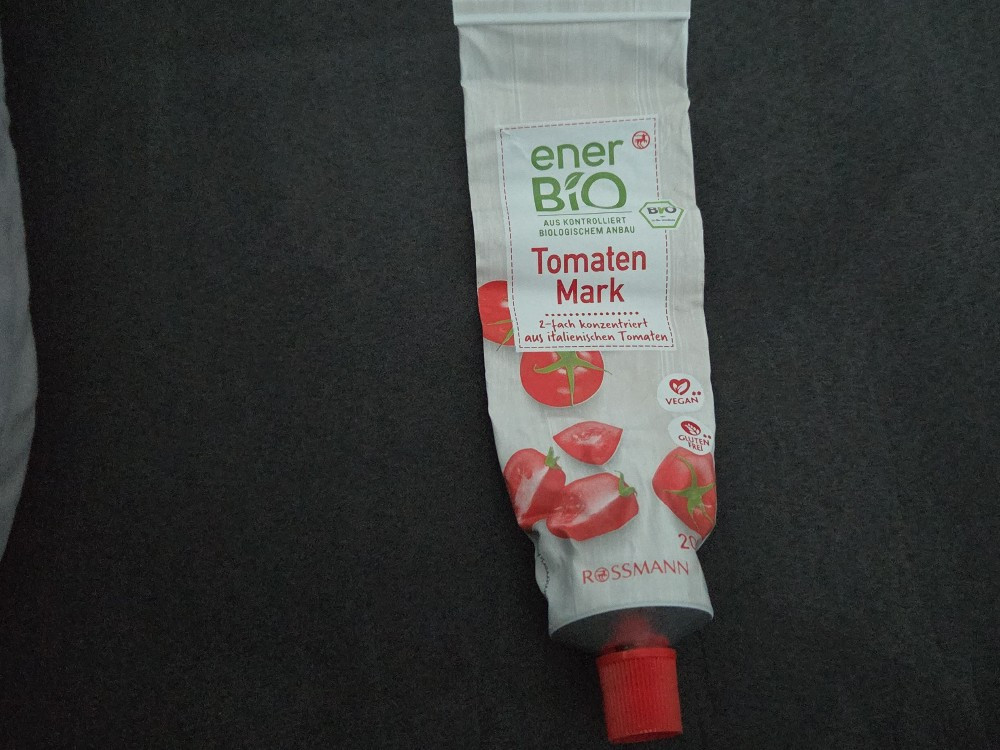 ener
BIO
AUS KONTROLLIERT
BIOLOGISCHEM ANBAU
BIO
Tomaten
Mark
2-fach konzentriert
aus italienischen Tomaten
VEGAN
GLUTEN
FREI
ROSSMANN